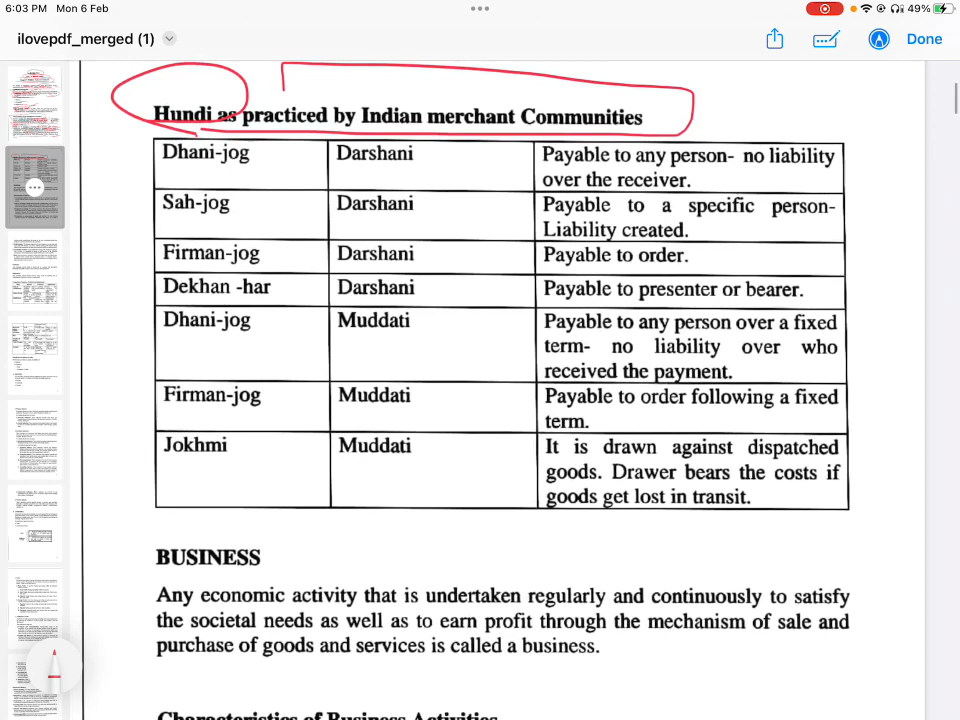 6:03 PM Mon 6 Feb
49%
ilovepdf_merged (1)
Done
Hundi as practiced by Indian merchant Communities
Dhani-jog Darshani Payable to any person- no liability
over the receiver.
Sah-jog Darshani Payable to a specific person-
Liability created.
Firman-jog Darshani Payable to order.
Dekhan -har Darshani Payable to presenter or bearer.
Dhani-jog Muddati Payable to any person over a fixed
term- no liability over who
received the payment.
Firman-jog Muddati Payable to order following a fixed
term.
Jokhmi Muddati It is drawn against dispatched
goods. Drawer bears the costs if
goods get lost in transit.
BUSINESS
Any economic activity that is undertaken regularly and continuously to satisfy
the societal needs as well as to earn profit through the mechanism of sale and
purchase of goods and services is called a business.
Characteristics of Business Activities